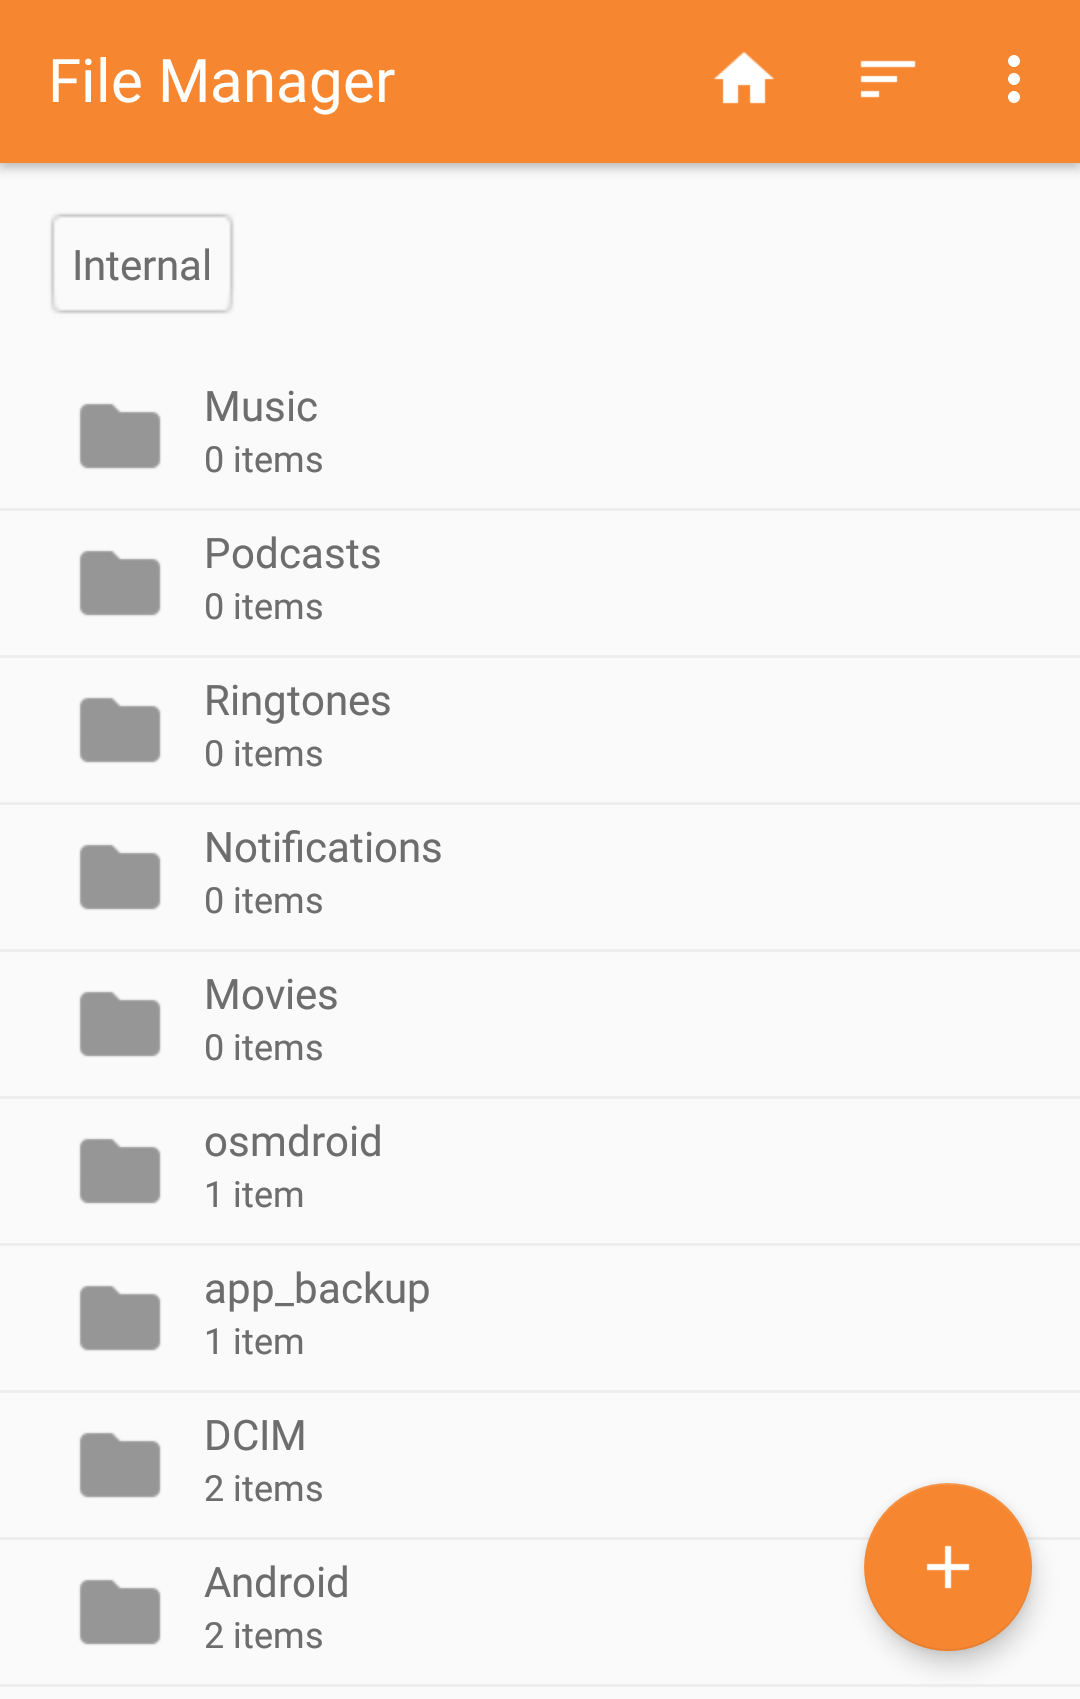 File Manager
Internal
Music
0 items
Podcasts
0 items
Ringtones
0 items
Notifications
0 items
Movies
0 items
osmdroid
1 item
app_backup
1 item
DCIM
2 items
Android
2 items